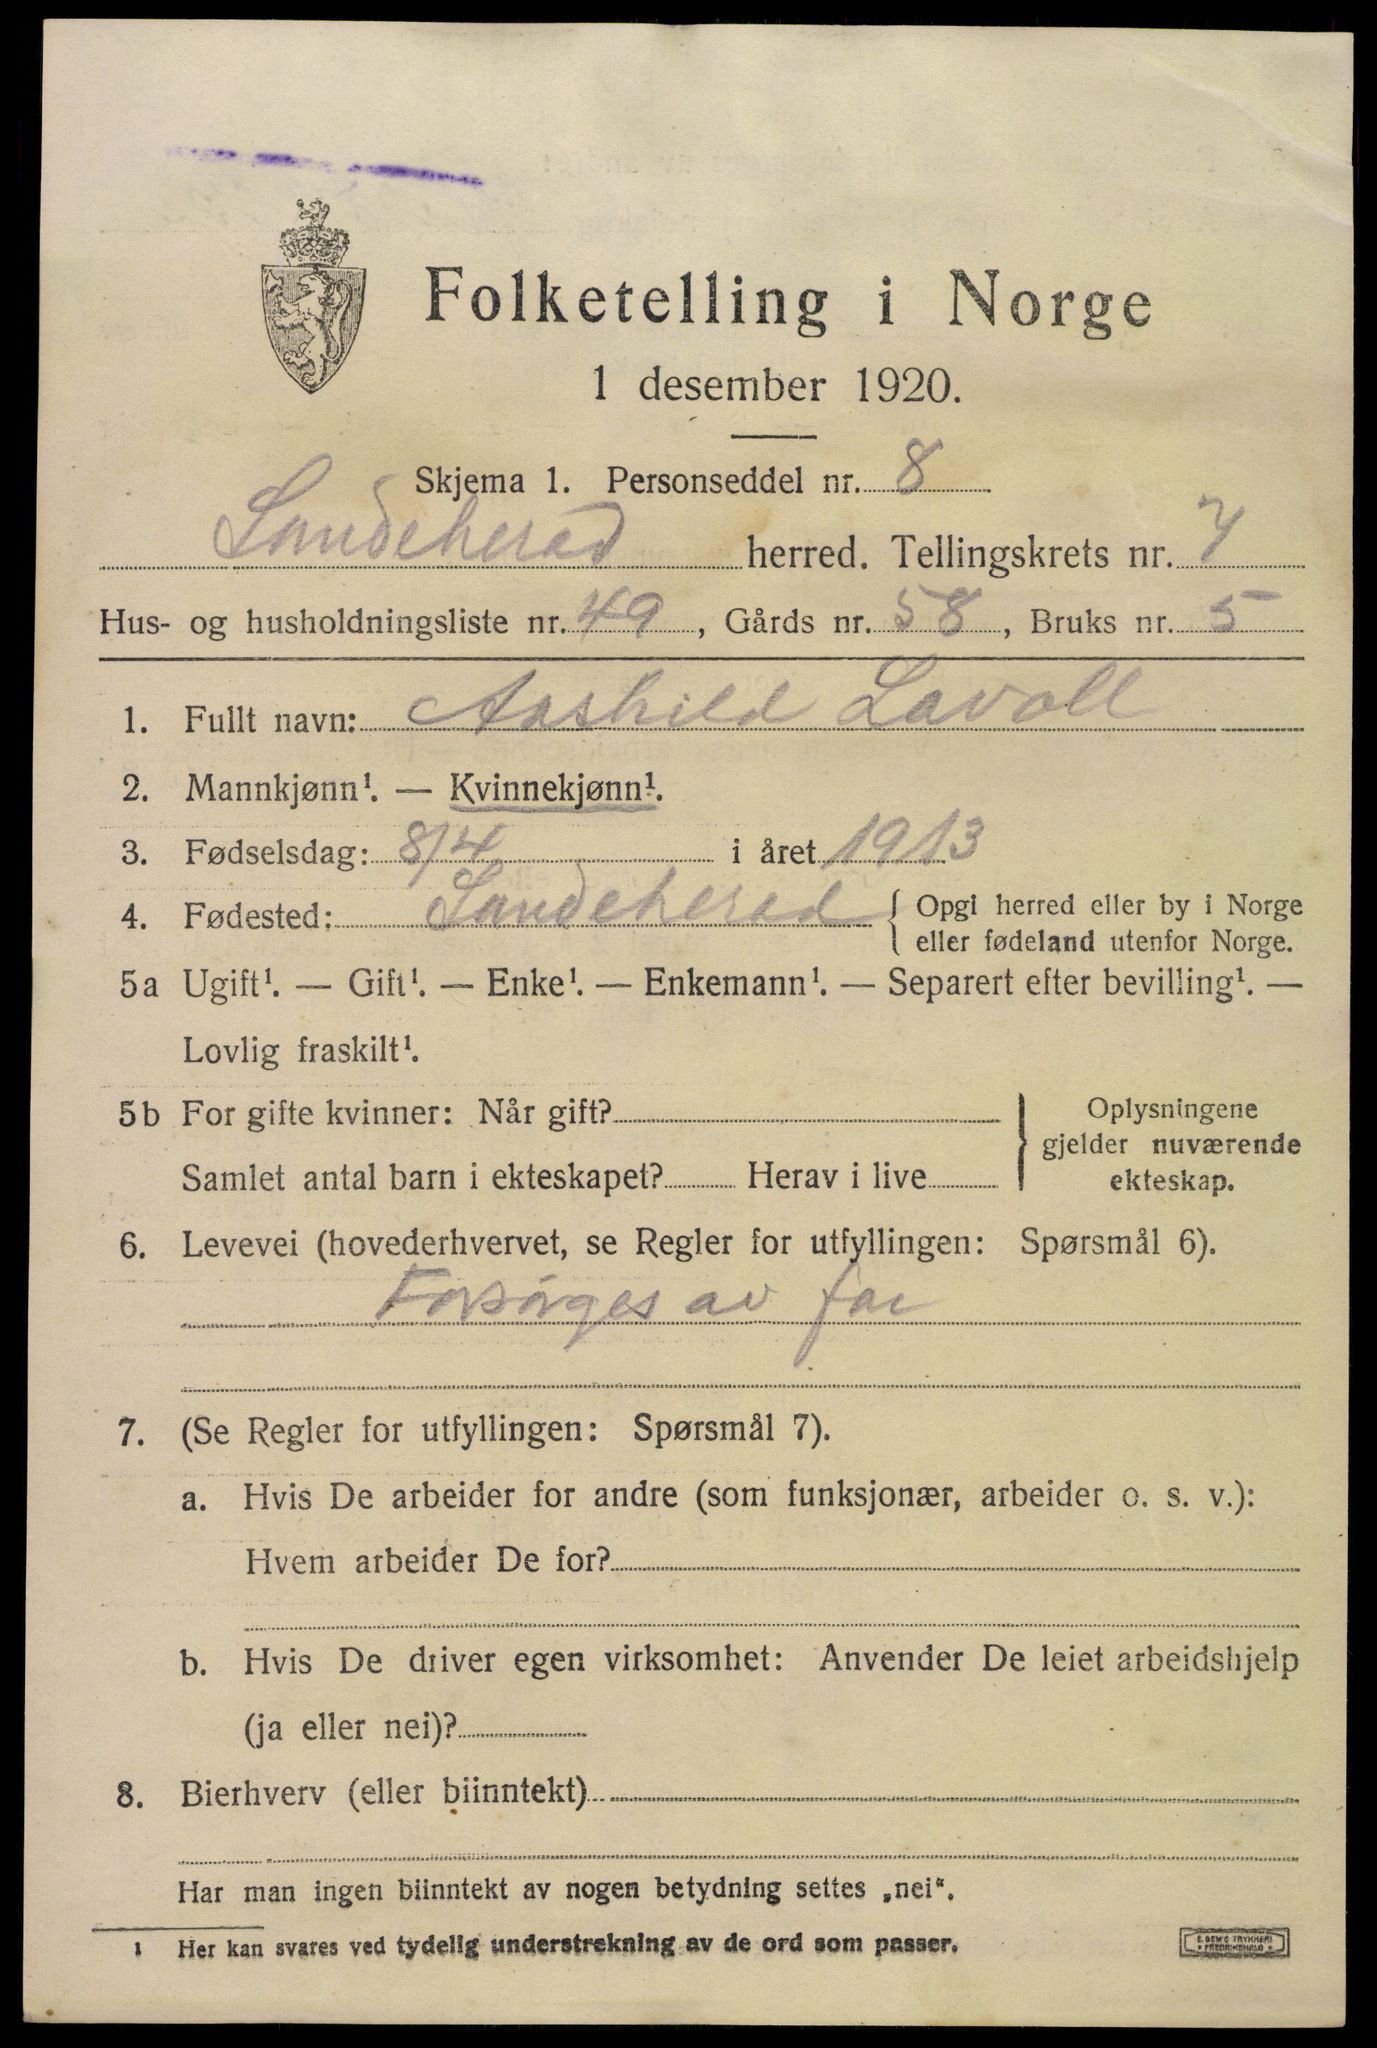 Folketelling i Norge
1 desember 1920.
Skjema 1. Personseddel nr. 8
Sandeherad herred. Tellingskrets nr. 7
Hus- og husholdningsliste nr. 49, Gårds nr. 58, Bruks nr. 5
1. Fullt navn: Aashild Lavoll
2. Mannkjønn¹. — Kvinnekjønn¹.
3. Fødselsdag: 8/4 i året 1913
4. Fødested: Sandeherad { Opgi herred eller by i Norge
eller fødeland utenfor Norge.
5a Ugift¹. — Gift¹. — Enke¹. — Enkemann¹. — Separert efter bevilling¹. —
Lovlig fraskilt¹.
5b For gifte kvinner: Når gift? } Oplysningene
gjelder nuværende
Samlet antal barn i ekteskapet? Herav i live ekteskap.
6. Levevei (hovederhvervet, se Regler for utfyllingen: Spørsmål 6).
Forsörges av far
7. (Se Regler for utfyllingen: Spørsmål 7).
a. Hvis De arbeider for andre (som funksjonær, arbeider o. s. v.):
Hvem arbeider De for?
b. Hvis De driver egen virksomhet: Anvender De leiet arbeidshjelp
(ja eller nei)?
8. Bierhverv (eller biinntekt)
Har man ingen biinntekt av nogen betydning settes „nei“.
1 Her kan svares ved tydelig understrekning av de ord som passer.
E. SEM'S TRYKKERI
• FREDRIKSHALD •